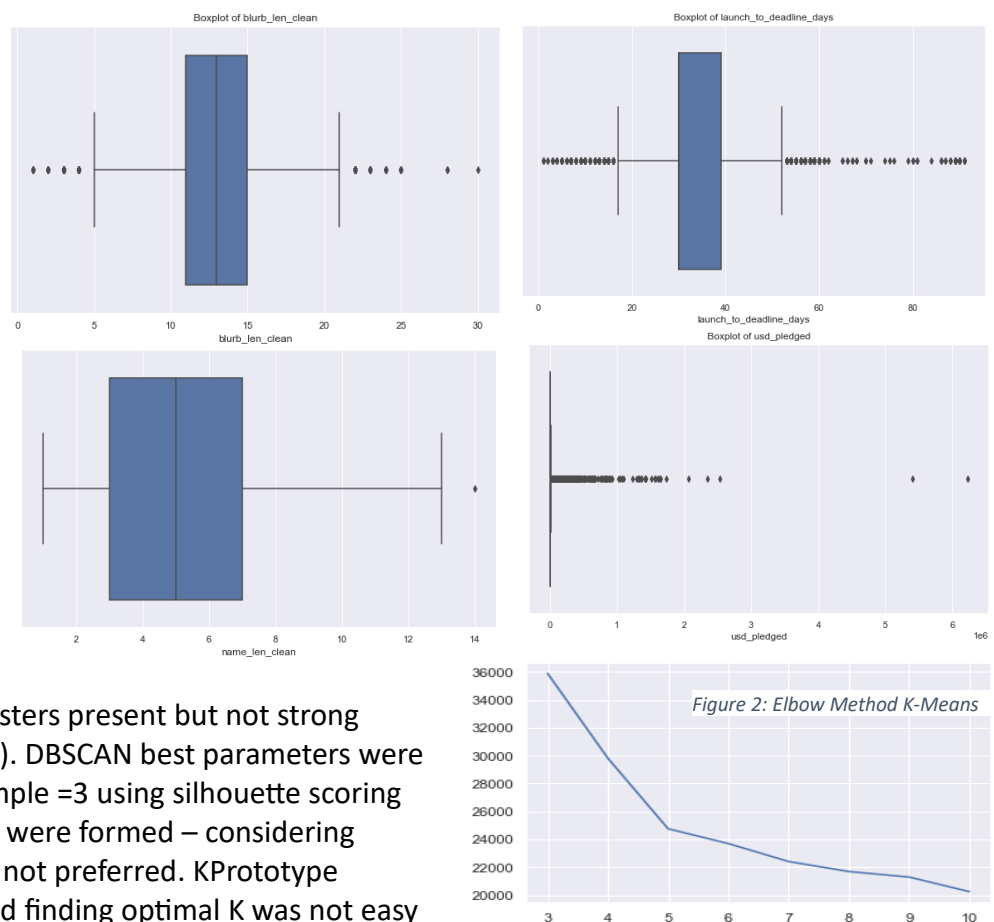 Boxplot of blurb_len_clean
0 5 10 15 20 25 30
blurb_len_clean
Boxplot of launch_to_deadline_days
0 20 40 60 80
launch_to_deadline_days
2 4 6 8 10 12 14
name_len_clean
Boxplot of usd_pledged
0 1 2 3 4 5 6
1e6
usd_pledged
sters present but not strong
). DBSCAN best parameters were
mple =3 using silhouette scoring
were formed – considering
not preferred. KPrototype
d finding optimal K was not easy
Figure 2: Elbow Method K-Means
36000
34000
32000
30000
28000
26000
24000
22000
20000
3 4 5 6 7 8 9 10